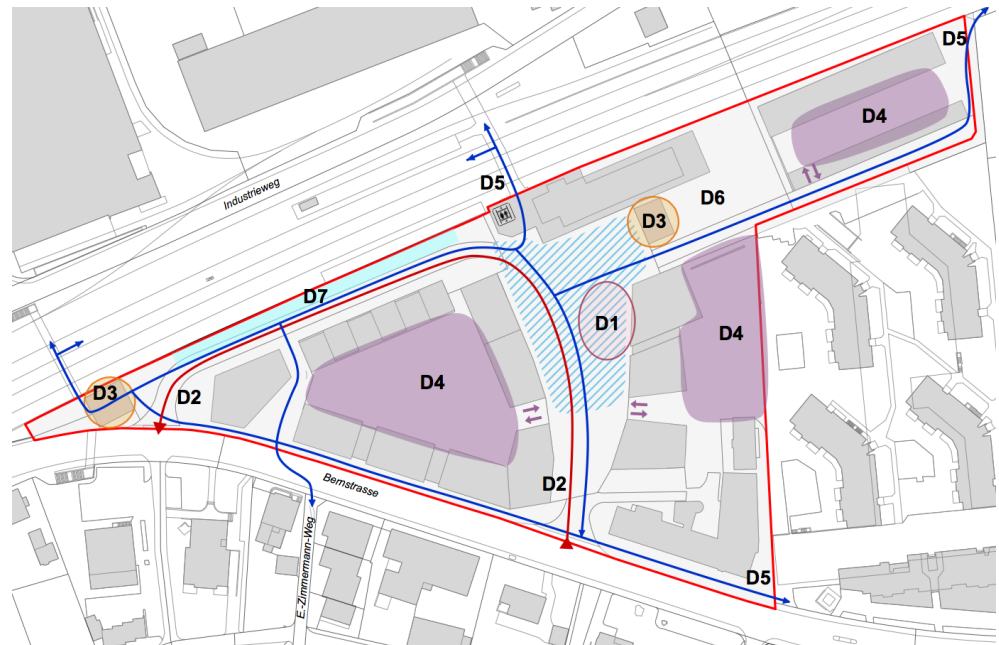 D5
D4
Industrieweg
D5
D6
D3
D7
D1
D4
D4
D3
D2
D2
Bernstrasse
E.-Zimmermann-Weg
D5